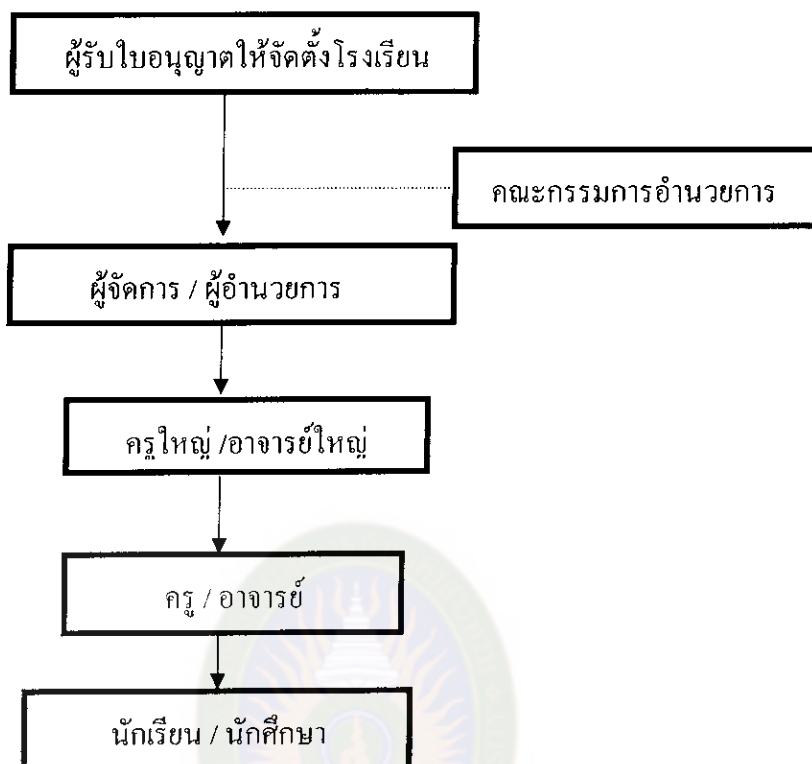 ผู้รับใบอนุญาตให้จัดตั้งโรงเรียน
คณะกรรมการอำนวยการ
ผู้จัดการ / ผู้อำนวยการ
ครูใหญ่ /อาจารย์ใหญ่
ครู / อาจารย์
นักเรียน / นักศึกษา